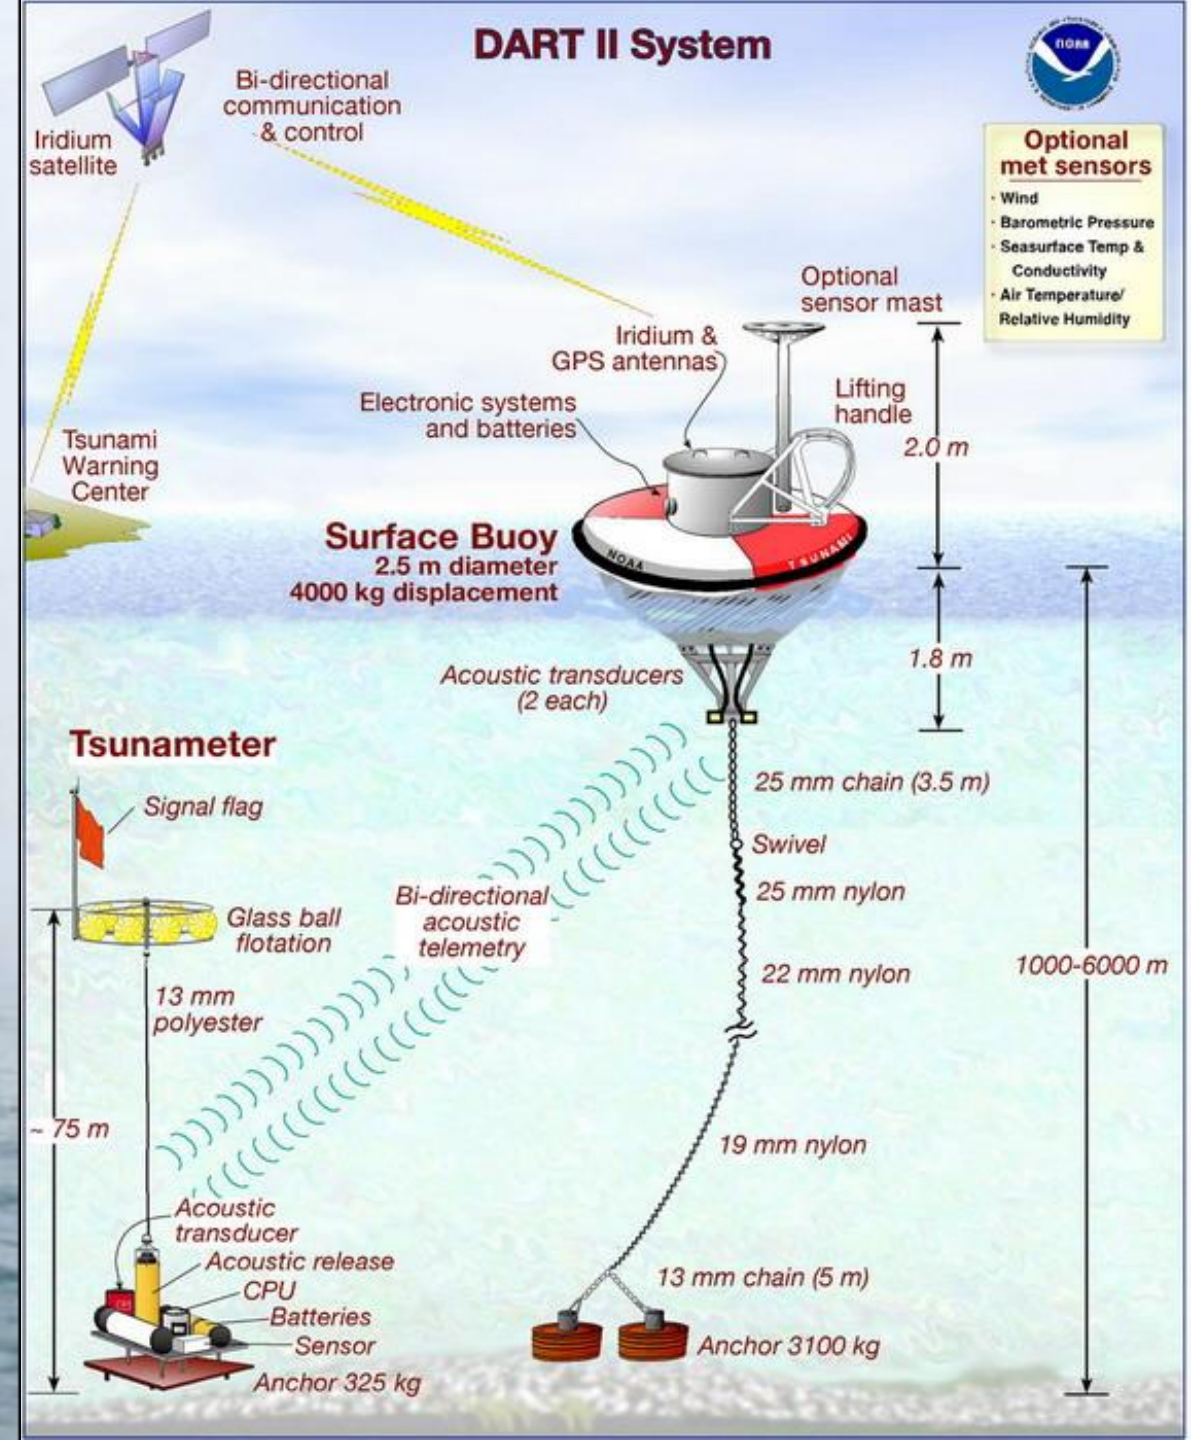 DART II System
noaa
Iridium
satellite
Bi-directional
communication
& control
Optional
met sensors
· Wind
· Barometric Pressure
· Seasurface Temp &
Conductivity
· Air Temperature/
Relative Humidity
Optional
sensor mast
Iridium &
GPS antennas
Electronic systems
and batteries
Lifting
handle
2.0 m
Tsunami
Warning
Center
Surface Buoy
2.5 m diameter
4000 kg displacement
NOAA
TSUNAMI
1.8 m
Acoustic transducers
(2 each)
Tsunameter
Signal flag
25 mm chain (3.5 m)
Swivel
25 mm nylon
Bi-directional
acoustic
telemetry
Glass ball
flotation
22 mm nylon
1000-6000 m
13 mm
polyester
~ 75 m
19 mm nylon
Acoustic
transducer
Acoustic release
CPU
Batteries
Sensor
Anchor 325 kg
13 mm chain (5 m)
Anchor 3100 kg